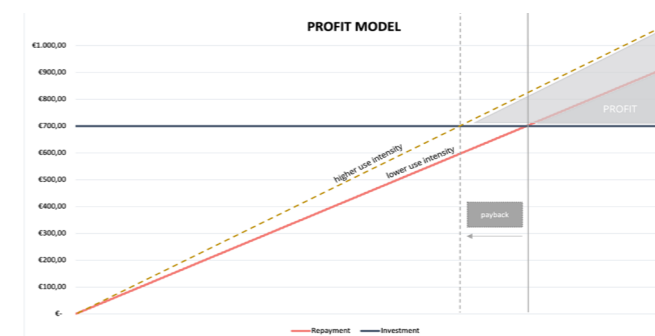 PROFIT MODEL
€1.000,00
€900,00
€800,00
€700,00
€600,00
€500,00
€400,00
€300,00
€200,00
€100,00
€-
PROFIT
higher use intensity
lower use intensity
payback
Repayment
Investment